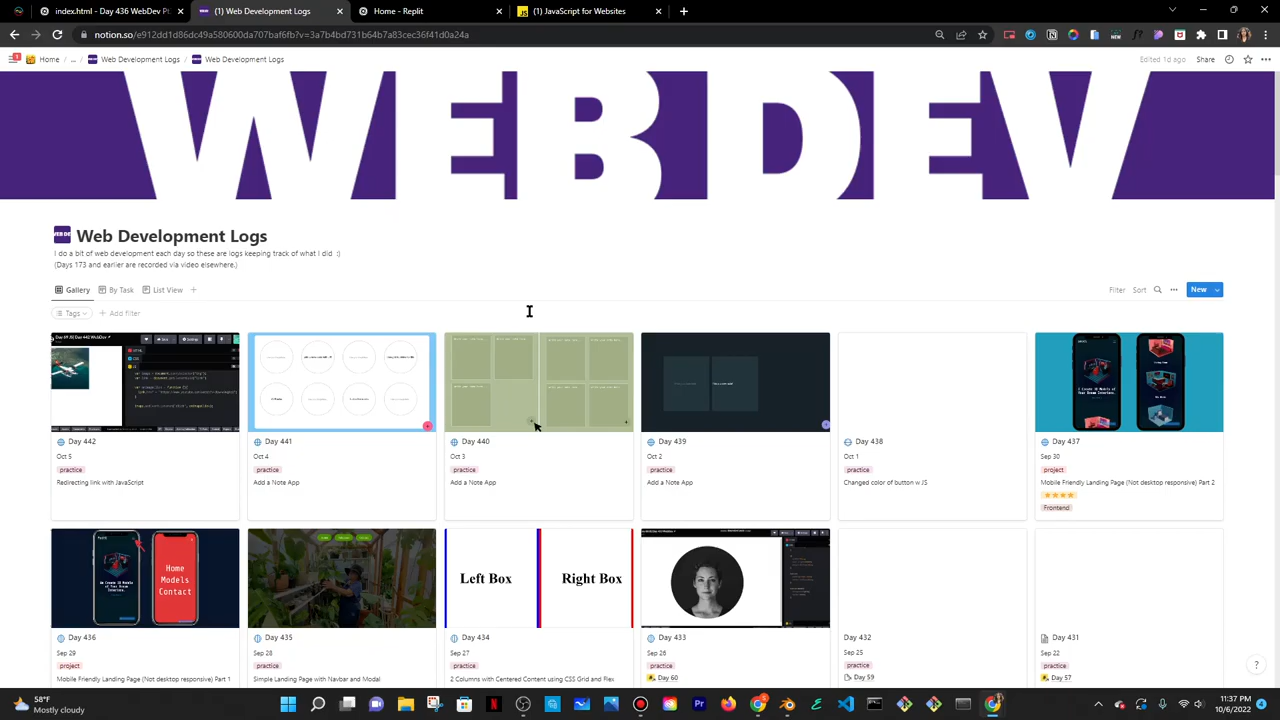 index.html - Day 436 WebDev P
(1) Web Development Logs
Home - Replit
(1) JavaScript for Websites
notion.so/e912dd1d86dc49a580600da707baf6fb?v=3a7b4bd731b64b7a83cec36f41d0a24a
Home / ... / Web Development Logs / Web Development Logs
Edited 1d ago
Share
WEBDEV
Web Development Logs
I do a bit of web development each day so these are logs keeping track of what I did :)
(Days 173 and earlier are recorded via video elsewhere.)
Gallery
By Task
List View
Filter
Sort
New
Tags
Add filter
Day 442
Oct 5
practice
Redirecting link with JavaScript
Day 441
Oct 4
practice
Add a Note App
Day 440
Oct 3
practice
Add a Note App
Day 439
Oct 2
practice
Add a Note App
Day 438
Oct 1
practice
Changed color of button w JS
Day 437
Sep 30
project
Mobile Friendly Landing Page (Not desktop responsive) Part 2
Frontend
Home
Models
Contact
Day 436
Sep 29
project
Mobile Friendly Landing Page (Not desktop responsive) Part 1
Day 435
Sep 28
practice
Simple Landing Page with Navbar and Modal
Left Box
Right Box
Day 434
Sep 27
practice
2 Columns with Centered Content using CSS Grid and Flex
Day 433
Sep 26
practice
Day 60
Day 432
Sep 25
practice
Day 59
Day 431
Sep 22
practice
Day 57
58°F
Mostly cloudy
11:37 PM
10/6/2022